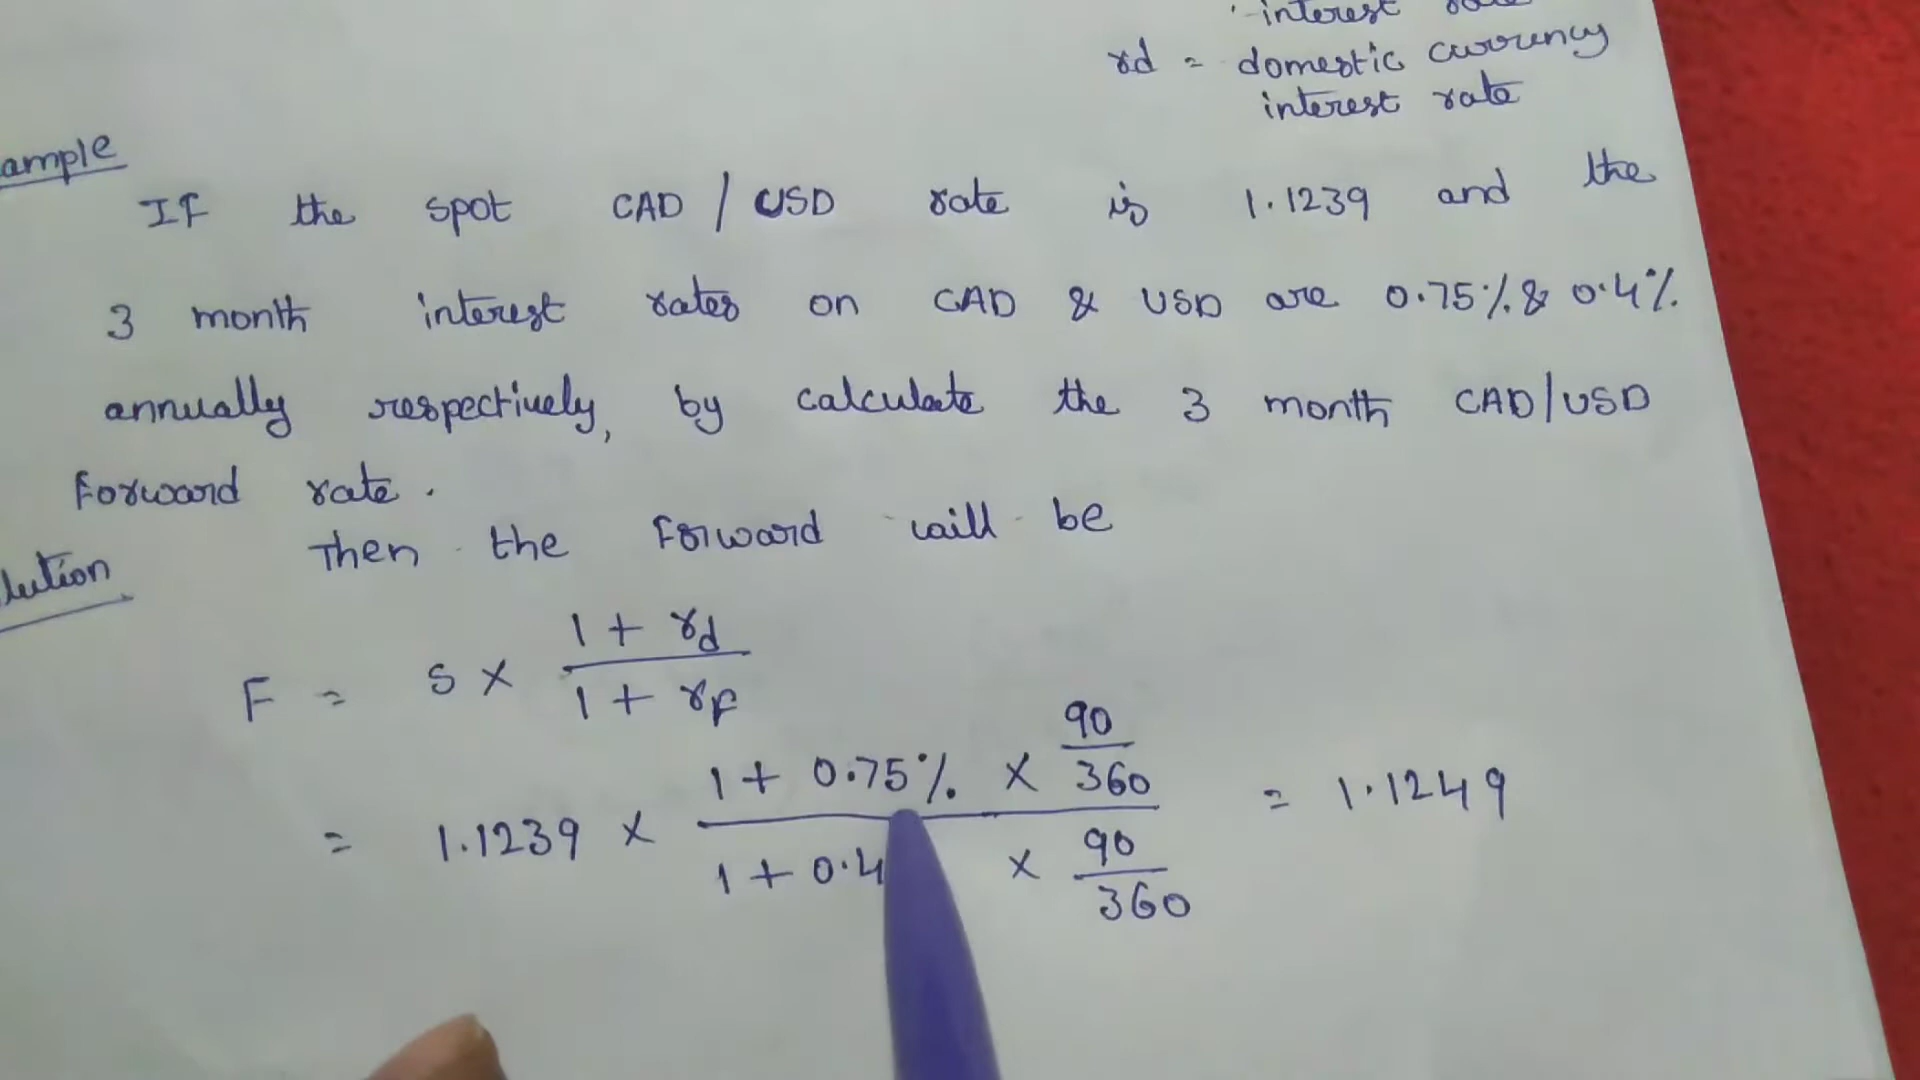 interest
rd = domestic currency
interest rate
ample
IF the spot CAD / USD rate is 1.1239 and the
3 month interest rates on CAD & USD are 0.75% & 0.4%
annually respectively, by calculate the 3 month CAD/USD
Forward rate.
lution Then the Forward will be
F = S × (1 + rd) / (1 + rF)
= 1.1239 × (1 + 0.75% × 90/360) / (1 + 0.4 × 90/360) = 1.1249